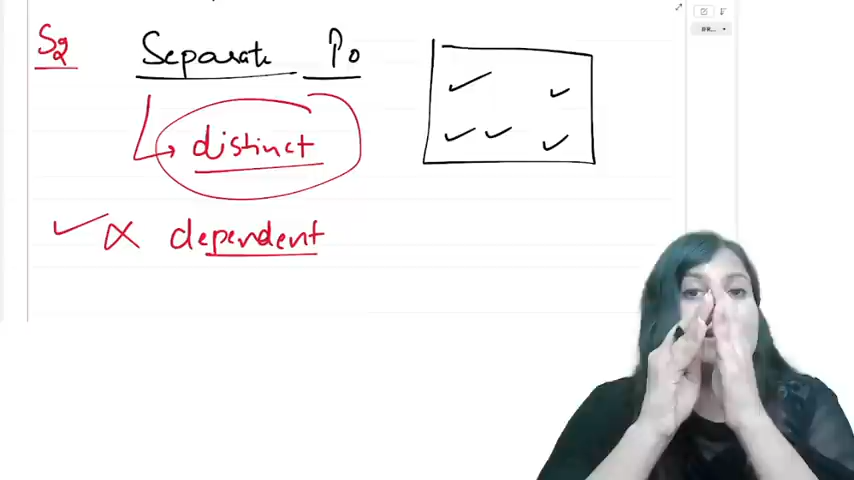 S2
Separate Po
distinct
✓ ∝ dependent